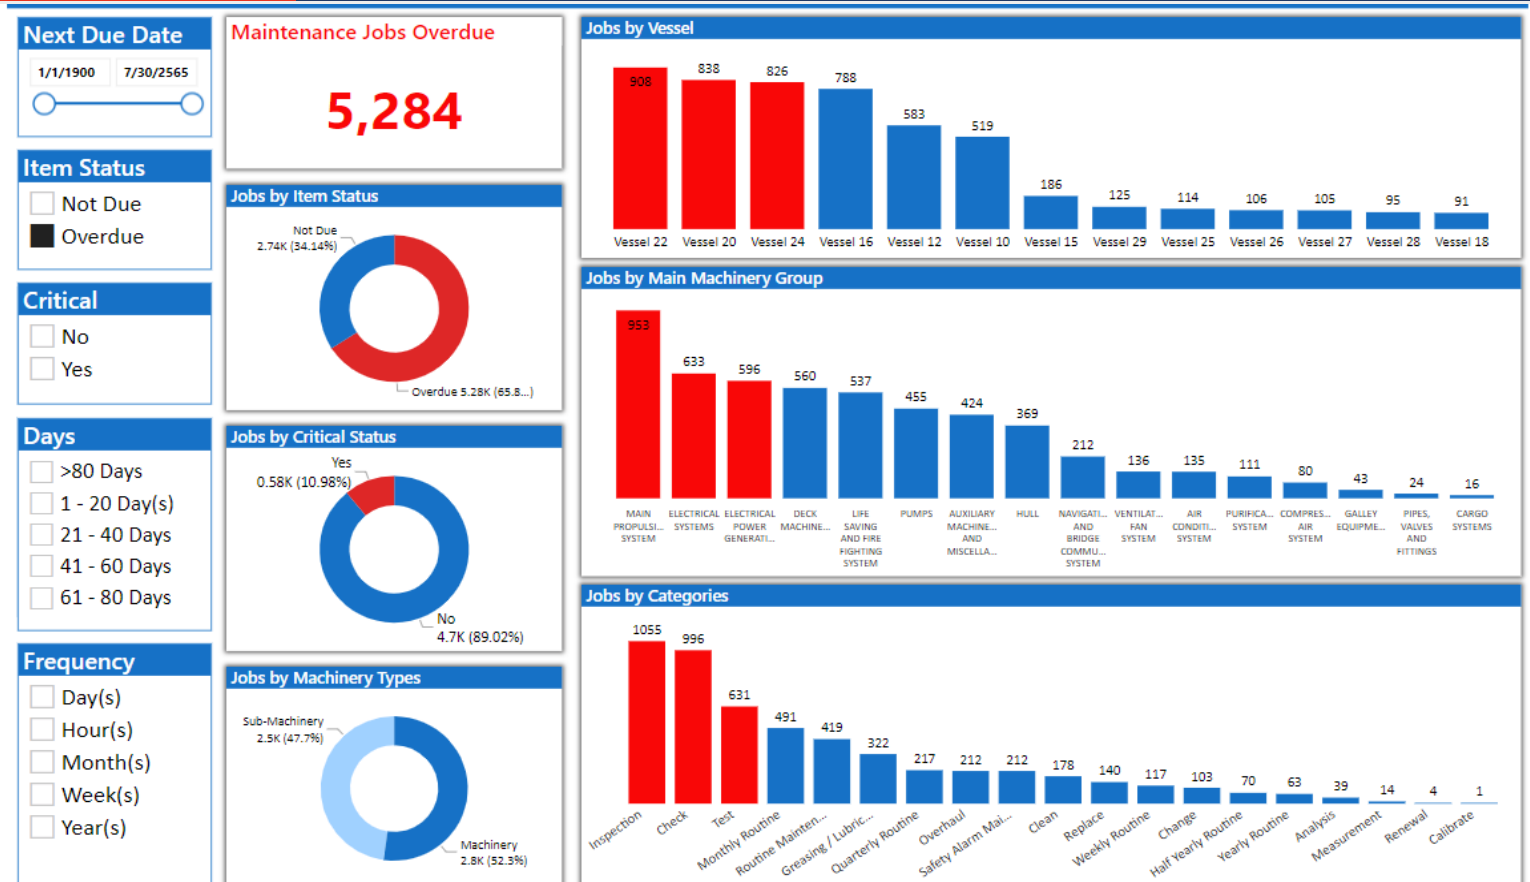 Next Due Date
1/1/1900 7/30/2565
Item Status
Not Due
Overdue
Critical
No
Yes
Days
>80 Days
1 - 20 Day(s)
21 - 40 Days
41 - 60 Days
61 - 80 Days
Frequency
Day(s)
Hour(s)
Month(s)
Week(s)
Year(s)
Maintenance Jobs Overdue
5,284
Jobs by Item Status
Not Due
2.74K (34.14%)
Overdue 5.28K (65.8...)
Jobs by Critical Status
Yes
0.58K (10.98%)
No
4.7K (89.02%)
Jobs by Machinery Types
Sub-Machinery
2.5K (47.7%)
Machinery
2.8K (52.3%)
Jobs by Vessel
908 838 826 788 583 519 186 125 114 106 105 95 91
Vessel 22 Vessel 20 Vessel 24 Vessel 16 Vessel 12 Vessel 10 Vessel 15 Vessel 29 Vessel 25 Vessel 26 Vessel 27 Vessel 28 Vessel 18
Jobs by Main Machinery Group
953 633 596 560 537 455 424 369 212 136 135 111 80 43 24 16
MAIN
PROPULSI...
SYSTEM
ELECTRICAL
SYSTEMS
ELECTRICAL
POWER
GENERATI...
DECK
MACHINE...
LIFE
SAVING
AND FIRE
FIGHTING
SYSTEM
PUMPS
AUXILIARY
MACHINE...
AND
MISCELLA...
HULL
NAVIGATI...
AND
BRIDGE
COMMU...
SYSTEM
VENTILAT...
FAN
SYSTEM
AIR
CONDITI...
SYSTEM
PURIFICA...
SYSTEM
COMPRES...
AIR
SYSTEM
GALLEY
EQUIPME...
PIPES,
VALVES
AND
FITTINGS
CARGO
SYSTEMS
Jobs by Categories
1055 996 631 491 419 322 217 212 212 178 140 117 103 70 63 39 14 4 1
Inspection
Check
Test
Monthly Routine
Routine Mainten...
Greasing / Lubric...
Quarterly Routine
Overhaul
Safety Alarm Mai...
Clean
Replace
Weekly Routine
Change
Half Yearly Routine
Yearly Routine
Analysis
Measurement
Renewal
Calibrate